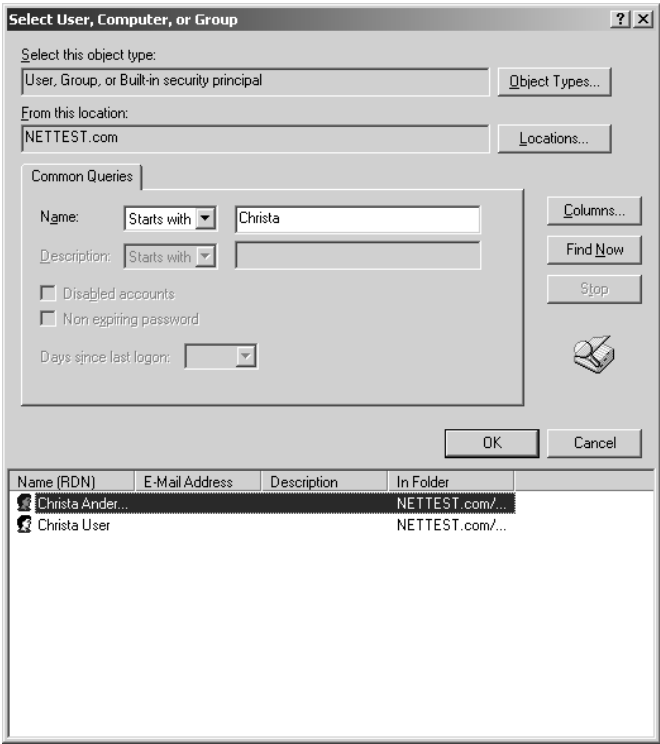 Select User, Computer, or Group
Select this object type:
User, Group, or Built-in security principal
Object Types...
From this location:
NETTEST.com
Locations...
Common Queries
Name:
Starts with
Christa
Columns...
Description:
Starts with
Find Now
Disabled accounts
Stop
Non expiring password
Days since last logon:
OK
Cancel
Name (RDN) E-Mail Address Description In Folder
Christa Ander... NETTEST.com/...
Christa User NETTEST.com/...